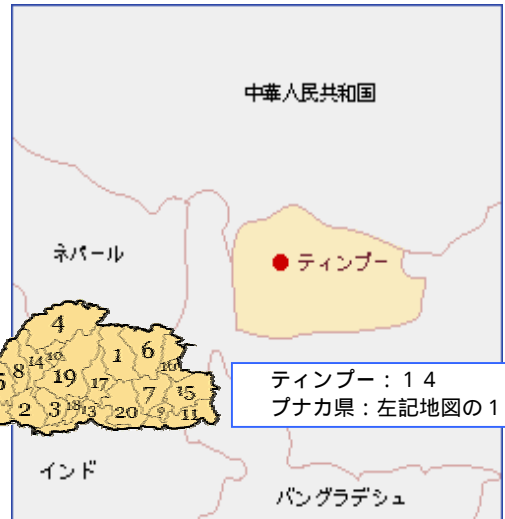 中華人民共和国
ネパール
ティンプー
4
1 6
14 10
8 19 17 15
7
2 3 18 13 20 9 11
ティンプー：１４
プナカ県：左記地図の１
インド
バングラデシュ